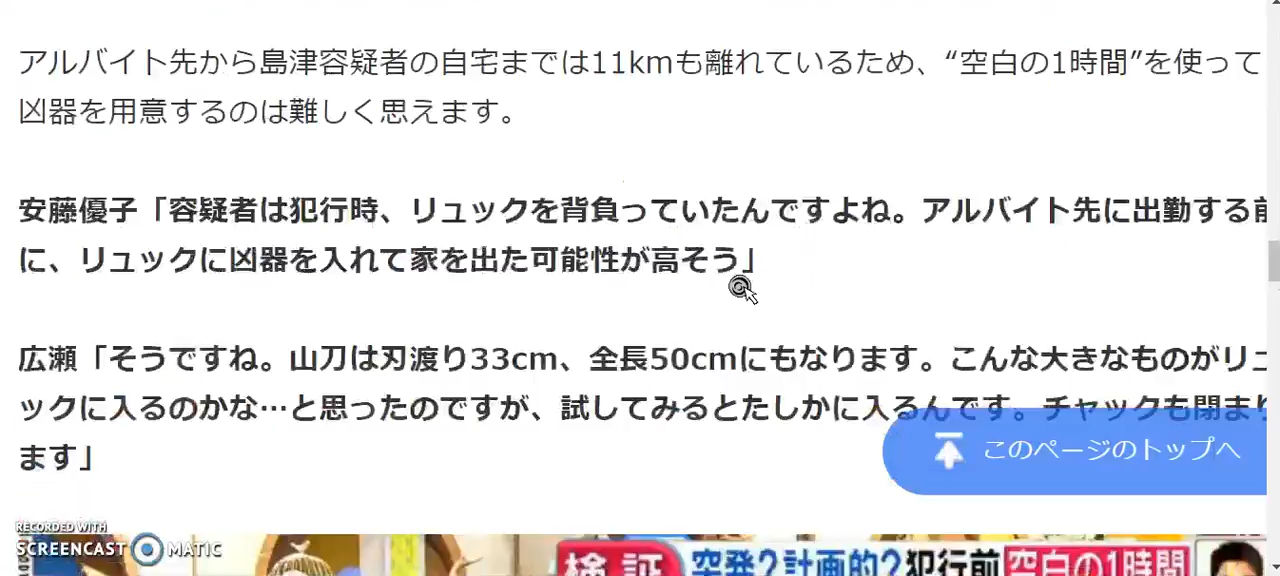 アルバイト先から島津容疑者の自宅までは11kmも離れているため、“空白の1時間”を使って
凶器を用意するのは難しく思えます。
安藤優子「容疑者は犯行時、リュックを背負っていたんですよね。アルバイト先に出勤する前
に、リュックに凶器を入れて家を出た可能性が高そう」
広瀬「そうですね。山刀は刃渡り33cm、全長50cmにもなります。こんな大きなものがリュ
ックに入るのかな…と思ったのですが、試してみるとたしかに入るんです。チャックも閉まり
ます」
このページのトップへ
RECORDED WITH
SCREENCAST MATIC
検証 突発?計画的?犯行前 空白の1時間